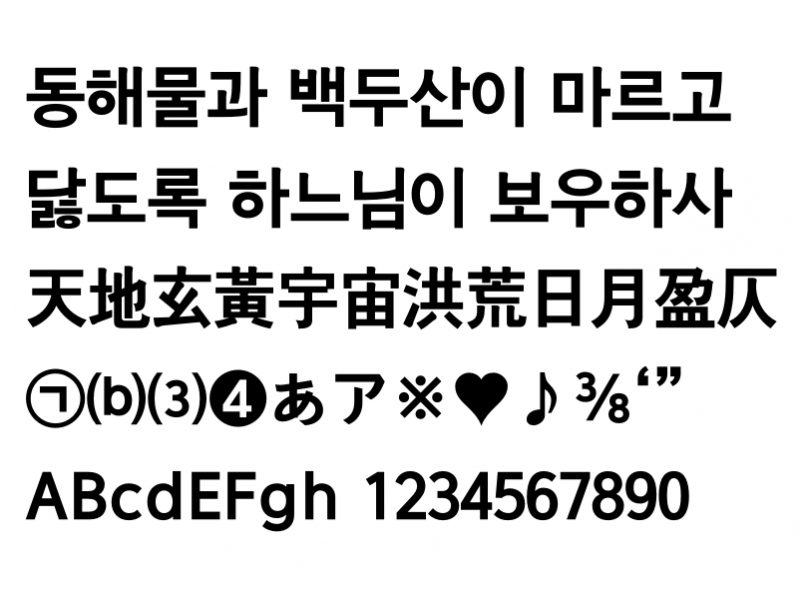 동해물과 백두산이 마르고
닳도록 하느님이 보우하사
天地玄黃宇宙洪荒日月盈仄
㉠⒝⑶❹あア※♥♪⅜‘”
ABcdEFgh 1234567890